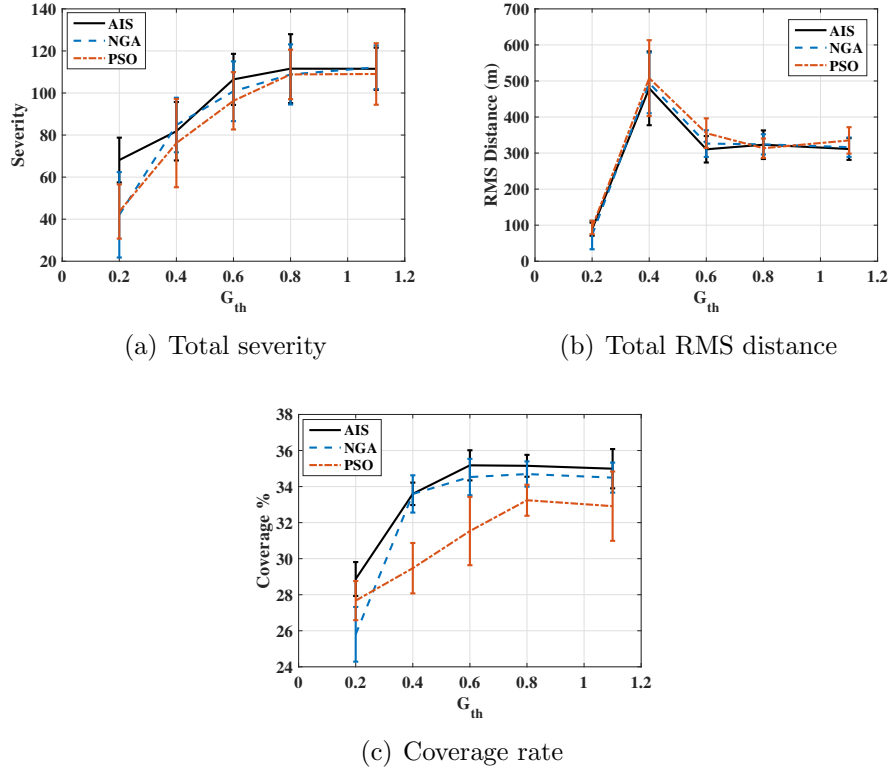 140
120
100
80
60
40
20
0
0.2
0.4
0.6
0.8
1
1.2
Severity
G_th
AIS
NGA
PSO
(a) Total severity
700
600
500
400
300
200
100
0
0
0.2
0.4
0.6
0.8
1
1.2
RMS Distance (m)
G_th
AIS
NGA
PSO
(b) Total RMS distance
38
36
34
32
30
28
26
24
0
0.2
0.4
0.6
0.8
1
1.2
Coverage %
G_th
AIS
NGA
PSO
(c) Coverage rate